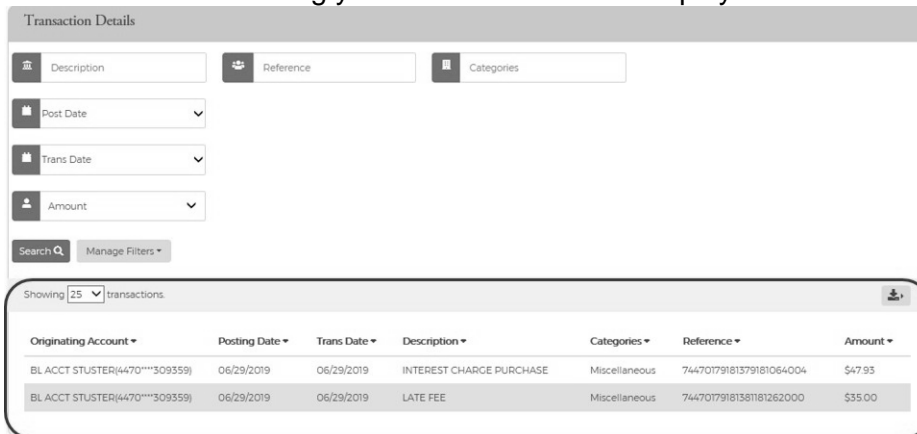 Transaction Details
Description Reference Categories
Post Date
Trans Date
Amount
Search Manage Filters
Showing 25 transactions.
Originating Account Posting Date Trans Date Description Categories Reference Amount
BL ACCT STUSTER(4470****309359) 06/29/2019 06/29/2019 INTEREST CHARGE PURCHASE Miscellaneous 74470179181379181064004 $47.93
BL ACCT STUSTER(4470****309359) 06/29/2019 06/29/2019 LATE FEE Miscellaneous 74470179181381181262000 $35.00